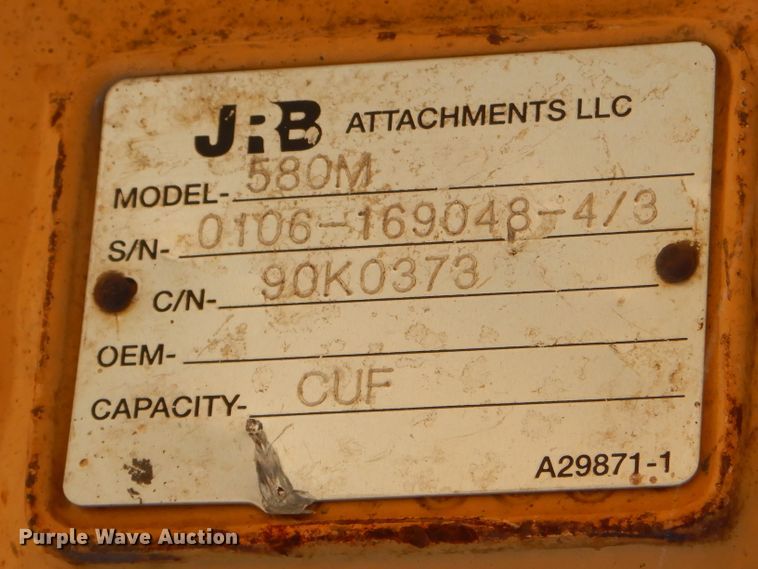 JRB ATTACHMENTS LLC
MODEL- 580M
S/N- 0106-169048-4/3
C/N- 90K0373
OEM-
CAPACITY- CUF
A29871-1
Purple Wave Auction